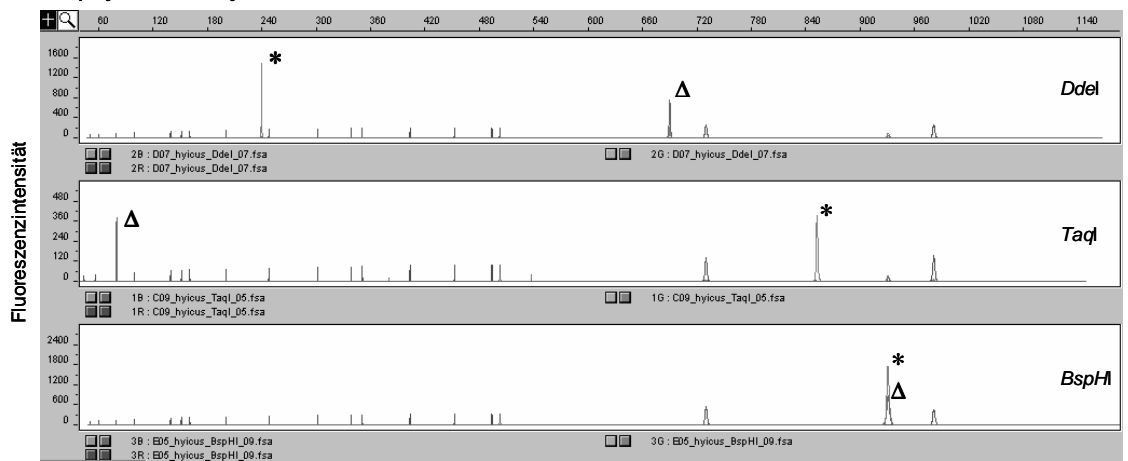 60 120 180 240 300 360 420 480 540 600 660 720 780 840 900 960 1020 1080 1140
1600
1200
800
400
0
*
Δ
DdeI
2B : D07_hyicus_DdeI_07.fsa 2G : D07_hyicus_DdeI_07.fsa
2R : D07_hyicus_DdeI_07.fsa
480
360
240
120
0
Δ
*
TaqI
1B : C09_hyicus_TaqI_05.fsa 1G : C09_hyicus_TaqI_05.fsa
1R : C09_hyicus_TaqI_05.fsa
2400
1800
1200
600
0
*
Δ
BspHI
3B : E05_hyicus_BspHI_09.fsa 3G : E05_hyicus_BspHI_09.fsa
3R : E05_hyicus_BspHI_09.fsa
Fluoreszenzintensität